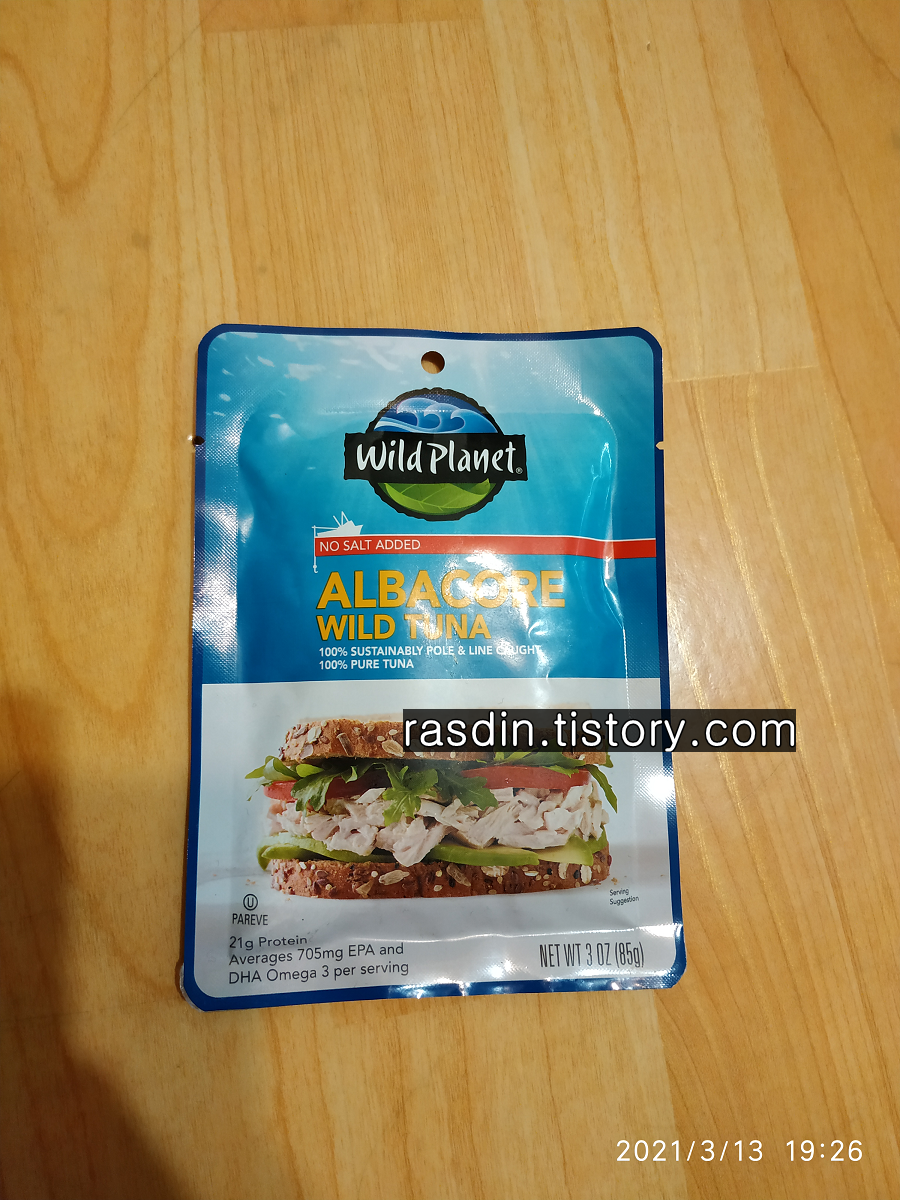 Wild Planet®
NO SALT ADDED
ALBACORE
WILD TUNA
100% SUSTAINABLY POLE & LINE CAUGHT
100% PURE TUNA
rasdin.tistory.com
Serving
Suggestion
U
PAREVE
21g Protein
Averages 705mg EPA and
DHA Omega 3 per serving
NET WT 3 OZ (85g)
2021/3/13 19:26